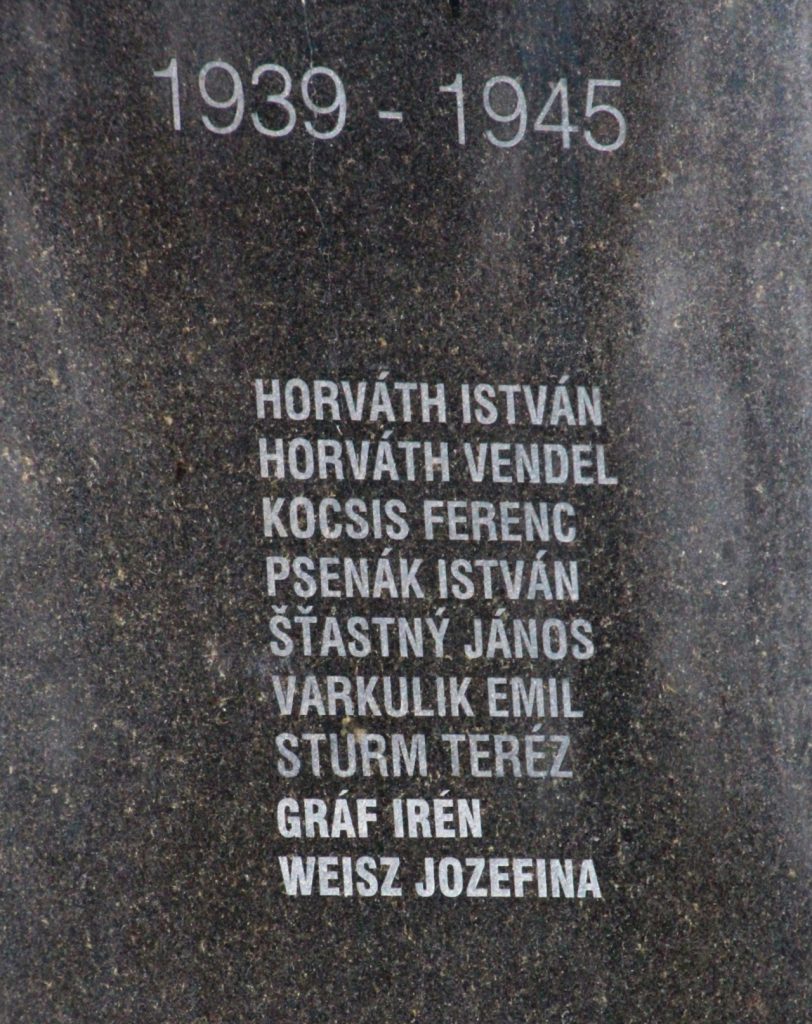 1939 - 1945
HORVÁTH ISTVÁN
HORVÁTH VENDEL
KOCSIS FERENC
PSENÁK ISTVÁN
ŠŤASTNÝ JÁNOS
VARKULIK EMIL
STURM TERÉZ
GRÁF IRÉN
WEISZ JOZEFINA